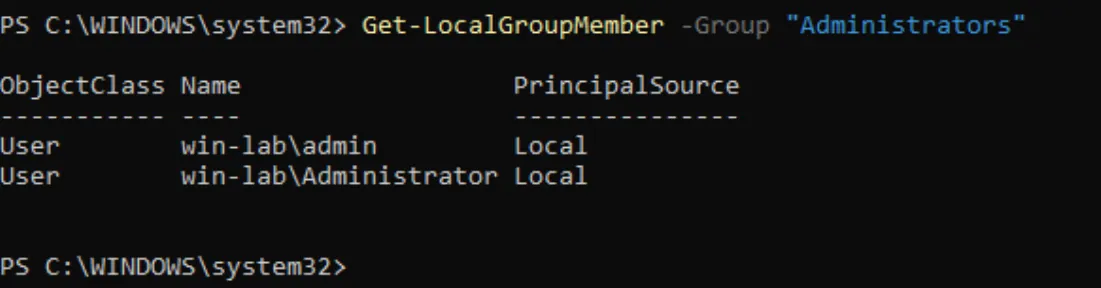 PS C:\WINDOWS\system32> Get-LocalGroupMember -Group "Administrators"
ObjectClass Name                   PrincipalSource
----------- ----                   ---------------
User        win-lab\admin          Local
User        win-lab\Administrator Local
PS C:\WINDOWS\system32>